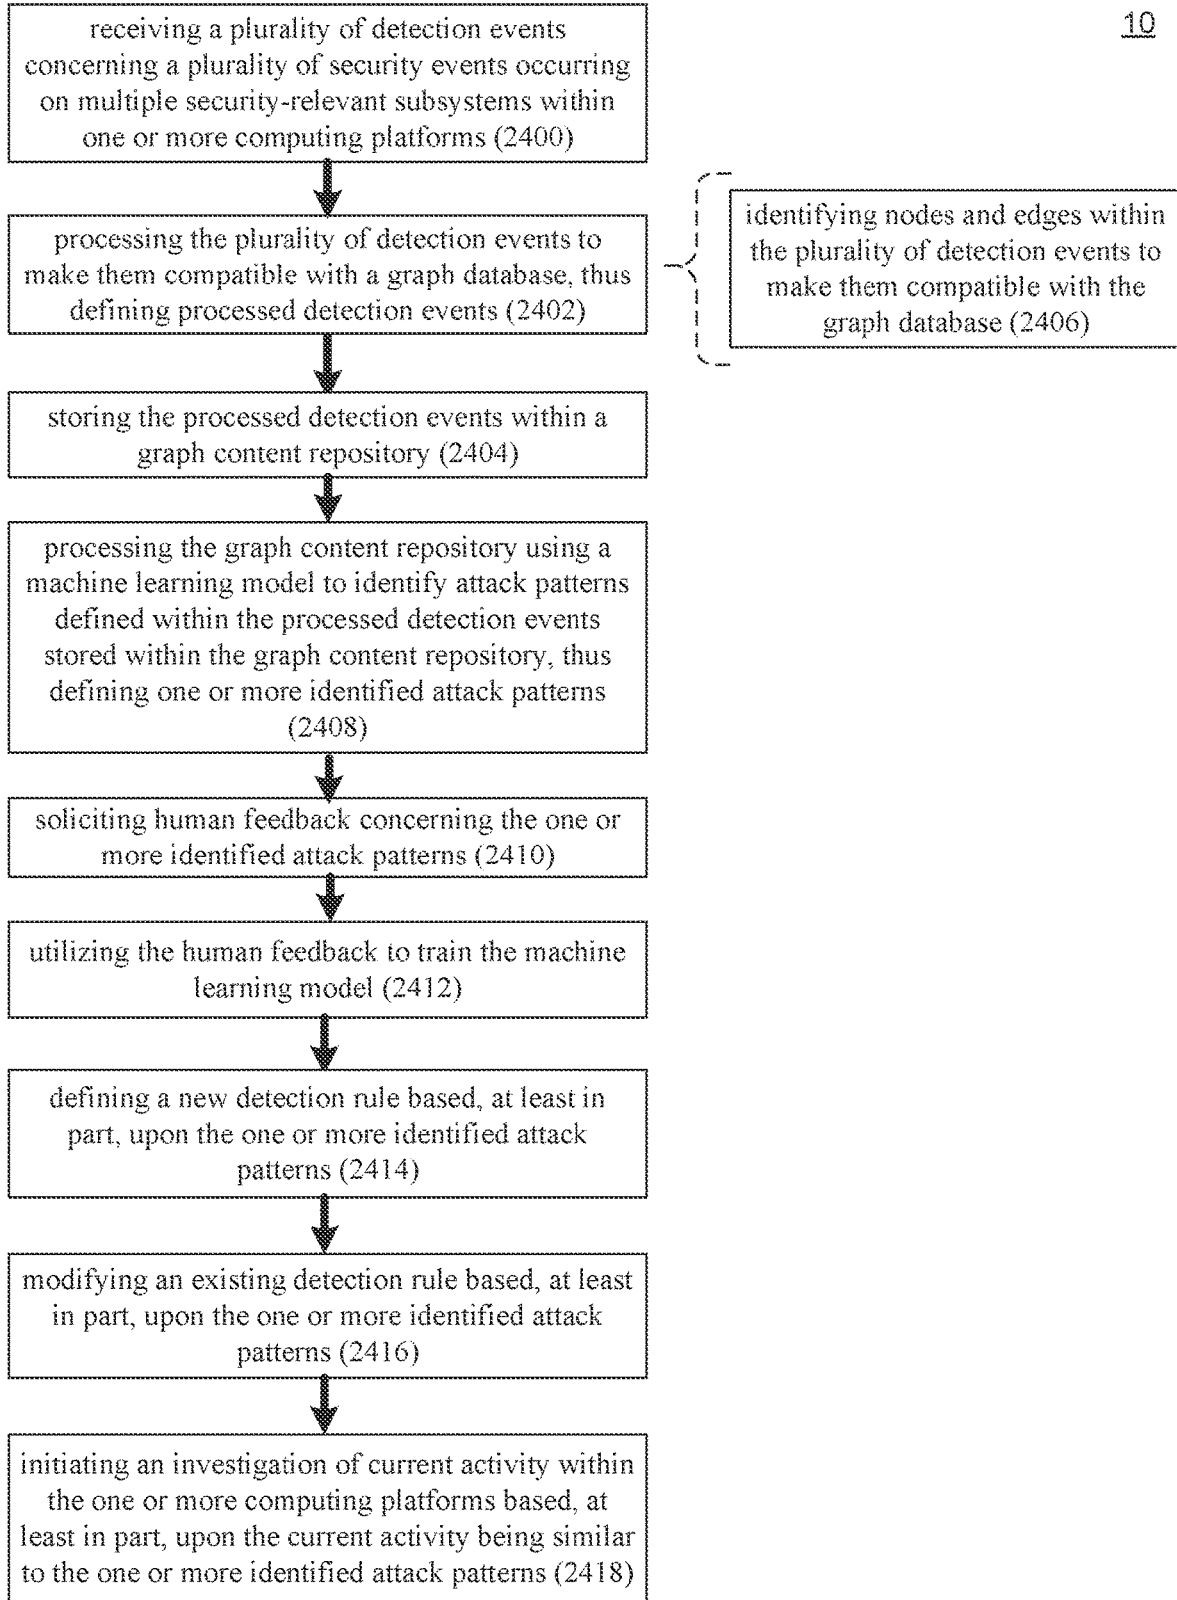 10
receiving a plurality of detection events
concerning a plurality of security events occurring
on multiple security-relevant subsystems within
one or more computing platforms (2400)
processing the plurality of detection events to
make them compatible with a graph database, thus
defining processed detection events (2402)
identifying nodes and edges within
the plurality of detection events to
make them compatible with the
graph database (2406)
storing the processed detection events within a
graph content repository (2404)
processing the graph content repository using a
machine learning model to identify attack patterns
defined within the processed detection events
stored within the graph content repository, thus
defining one or more identified attack patterns
(2408)
soliciting human feedback concerning the one or
more identified attack patterns (2410)
utilizing the human feedback to train the machine
learning model (2412)
defining a new detection rule based, at least in
part, upon the one or more identified attack
patterns (2414)
modifying an existing detection rule based, at least
in part, upon the one or more identified attack
patterns (2416)
initiating an investigation of current activity within
the one or more computing platforms based, at
least in part, upon the current activity being similar
to the one or more identified attack patterns (2418)